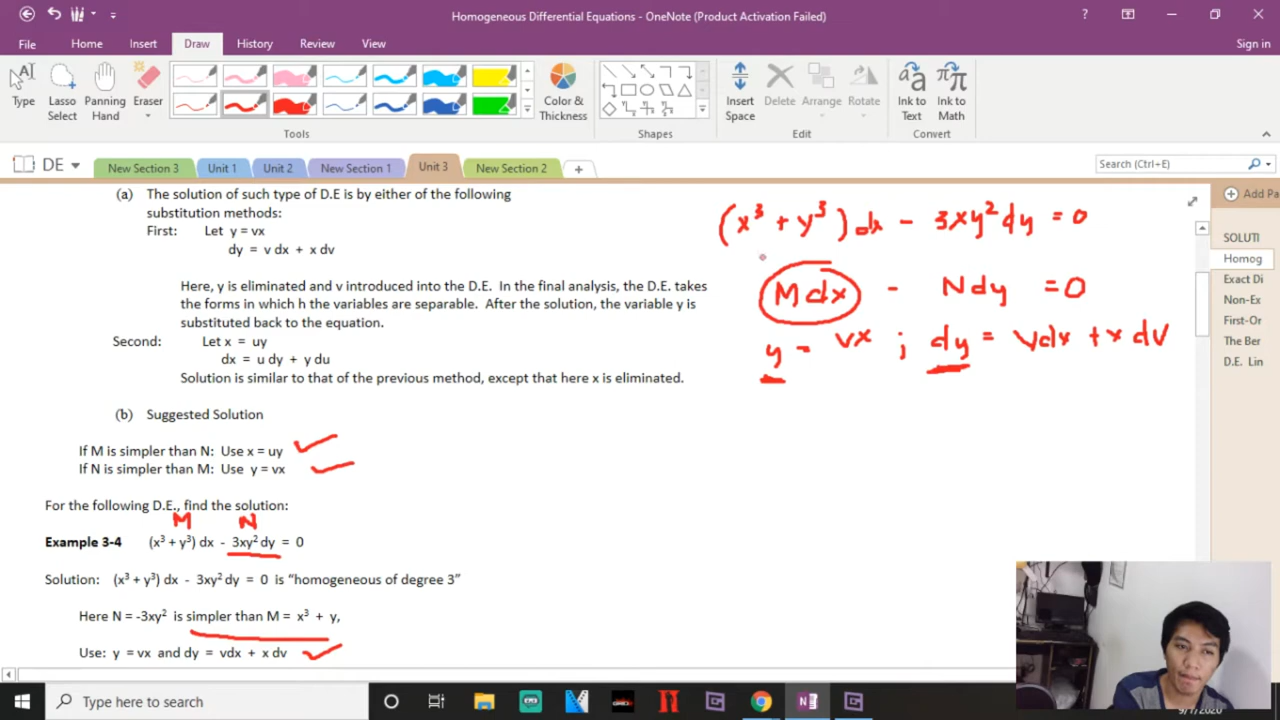 Homogeneous Differential Equations - OneNote (Product Activation Failed)
File Home Insert Draw History Review View Sign in
Type Lasso Select Panning Hand Eraser Color & Thickness Insert Space Delete Arrange Rotate Ink to Text Ink to Math
Tools Shapes Edit Convert
DE New Section 3 Unit 1 Unit 2 New Section 1 Unit 3 New Section 2 Search (Ctrl+E)
Add Pa
SOLUTI
Homog
Exact Di
Non-Ex
First-Or
The Ber
D.E. Lin
(a) The solution of such type of D.E is by either of the following
substitution methods:
First: Let y = vx
dy = v dx + x dv
Here, y is eliminated and v introduced into the D.E. In the final analysis, the D.E. takes
the forms in which h the variables are separable. After the solution, the variable y is
substituted back to the equation.
Second: Let x = uy
dx = u dy + y du
Solution is similar to that of the previous method, except that here x is eliminated.
(b) Suggested Solution
If M is simpler than N: Use x = uy
If N is simpler than M: Use y = vx
For the following D.E., find the solution:
M N
Example 3-4 (x³ + y³) dx - 3xy² dy = 0
Solution: (x³ + y³) dx - 3xy² dy = 0 is “homogeneous of degree 3”
Here N = -3xy² is simpler than M = x³ + y,
Use: y = vx and dy = vdx + x dv
(x³ + y³) dx - 3xy² dy = 0
M dx - N dy = 0
y = vx ; dy = vdx + x dv
Type here to search
9/7/2020